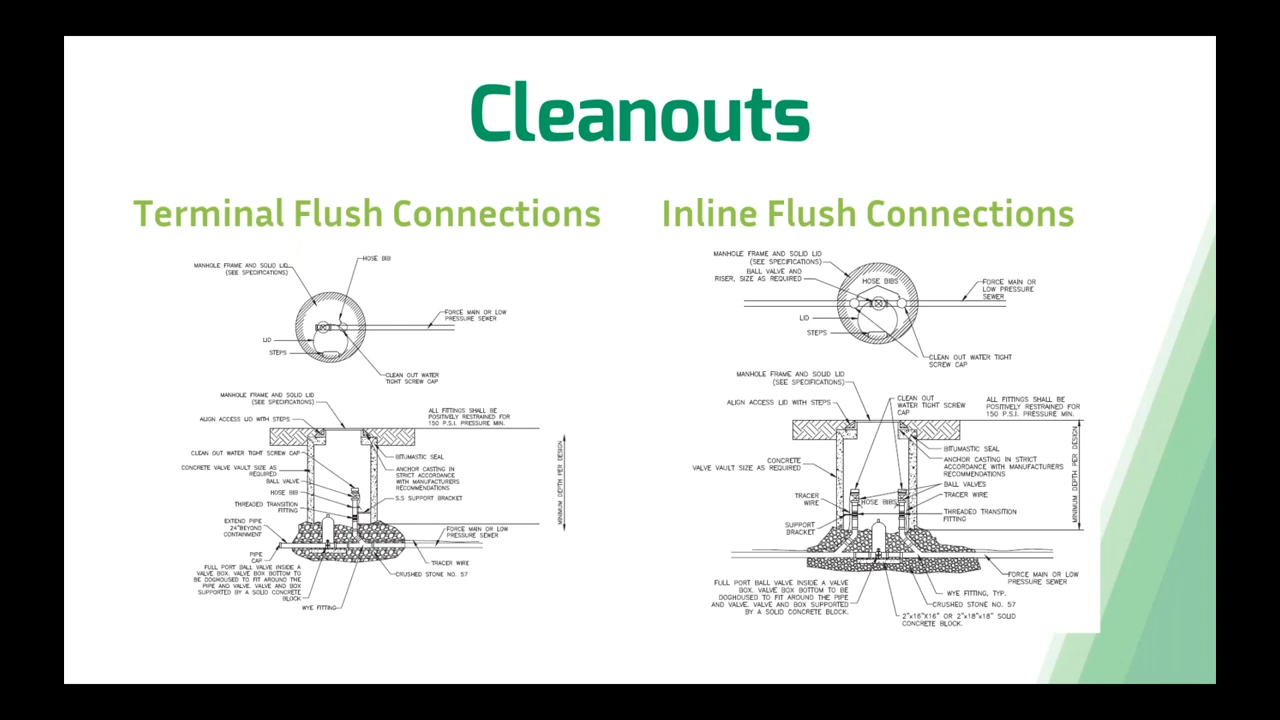 Cleanouts
Terminal Flush Connections
MANHOLE FRAME AND SOLID LID
(SEE SPECIFICATIONS)
HOSE BIB
FORCE MAIN OR LOW
PRESSURE SEWER
LID
STEPS
CLEAN OUT WATER
TIGHT SCREW CAP
MANHOLE FRAME AND SOLID LID
(SEE SPECIFICATIONS)
ALIGN ACCESS LID WITH STEPS
ALL FITTINGS SHALL BE
POSITIVELY RESTRAINED FOR
150 P.S.I. PRESSURE MIN.
CLEAN OUT WATER TIGHT SCREW CAP
CONCRETE VALVE VAULT SIZE AS
REQUIRED
BALL VALVE
HOSE BIB
THREADED TRANSITION
FITTING
EXTEND PIPE
24"BEYOND
CONTAINMENT
PIPE
CAP
FULL PORT BALL VALVE INSIDE A
VALVE BOX. VALVE BOX BOTTOM TO
BE DOGHOUSED TO FIT AROUND THE
PIPE AND VALVE. VALVE AND BOX
SUPPORTED BY A SOLID CONCRETE
BLOCK
WYE FITTING
BITUMASTIC SEAL
ANCHOR CASTING IN
STRICT ACCORDANCE
WITH MANUFACTURERS
RECOMMENDATIONS
S.S SUPPORT BRACKET
FORCE MAIN OR LOW
PRESSURE SEWER
TRACER WIRE
CRUSHED STONE NO. 57
MINIMUM DEPTH PER DESIGN
Inline Flush Connections
MANHOLE FRAME AND SOLID LID
(SEE SPECIFICATIONS)
BALL VALVE AND
RISER, SIZE AS REQUIRED
HOSE BIBS
FORCE MAIN OR
LOW PRESSURE
SEWER
LID
STEPS
CLEAN OUT WATER TIGHT
SCREW CAP
MANHOLE FRAME AND SOLID LID
(SEE SPECIFICATIONS)
ALIGN ACCESS LID WITH STEPS
CLEAN OUT
WATER TIGHT SCREW
CAP
ALL FITTINGS SHALL BE
POSITIVELY RESTRAINED FOR
150 P.S.I. PRESSURE MIN.
CONCRETE
VALVE VAULT SIZE AS REQUIRED
BITUMASTIC SEAL
ANCHOR CASTING IN STRICT
ACCORDANCE WITH MANUFACTURERS
RECOMMENDATIONS
BALL VALVES
TRACER
WIRE
HOSE BIBS
TRACER WIRE
THREADED TRANSITION
FITTING
SUPPORT
BRACKET
MINIMUM DEPTH PER DESIGN
FULL PORT BALL VALVE INSIDE A VALVE
BOX. VALVE BOX BOTTOM TO BE
DOGHOUSED TO FIT AROUND THE PIPE
AND VALVE. VALVE AND BOX SUPPORTED
BY A SOLID CONCRETE BLOCK.
FORCE MAIN OR LOW
PRESSURE SEWER
WYE FITTING, TYP.
CRUSHED STONE NO. 57
2"x16"X16" OR 2"x18"x18" SOLID
CONCRETE BLOCK.